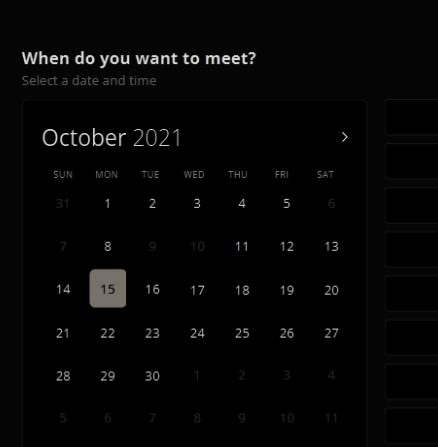 When do you want to meet?
Select a date and time
October 2021
SUN MON TUE WED THU FRI SAT
31 1 2 3 4 5 6
7 8 9 10 11 12 13
14 15 16 17 18 19 20
21 22 23 24 25 26 27
28 29 30 1 2 3 4
5 6 7 8 9 10 11